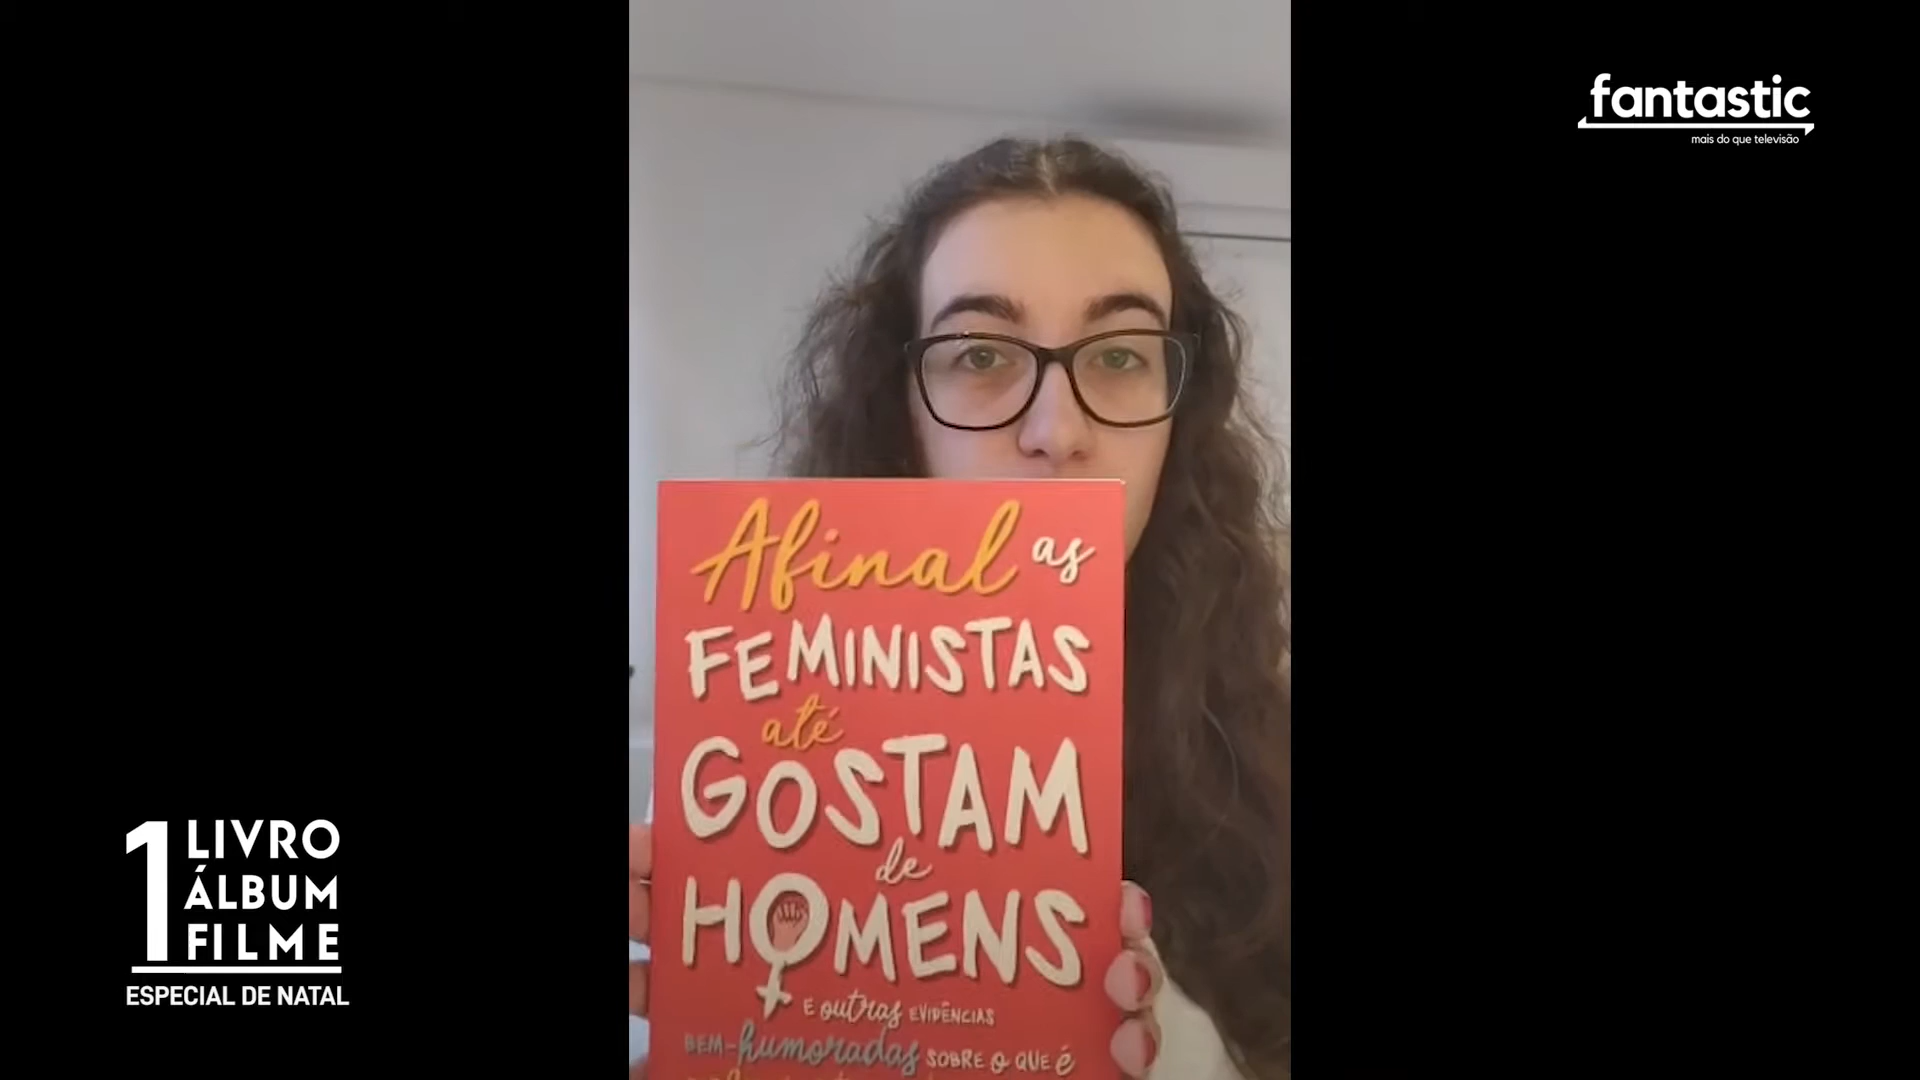 fantastic
mais do que televisão
Afinal as
FEMINISTAS
até
GOSTAM
de
HOMENS
E outras EVIDÊNCIAS
BEM-humoradas SOBRE O QUE É
1 LIVRO
ÁLBUM
FILME
ESPECIAL DE NATAL